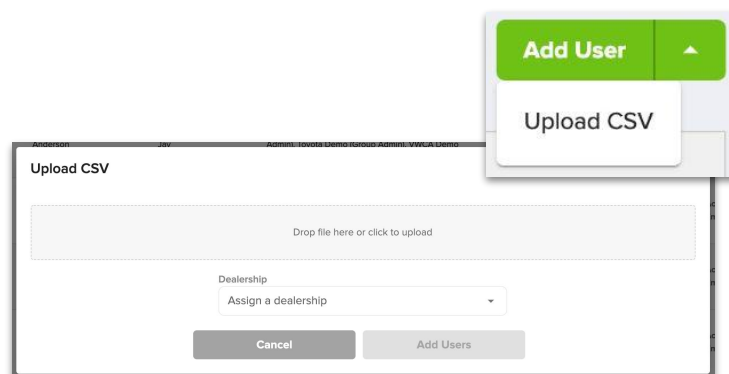 Add User
Upload CSV
Anderson Jay Admin), Toyota Demo (Group Admin), VWCA Demo
Upload CSV
Drop file here or click to upload
Dealership
Assign a dealership
Cancel Add Users